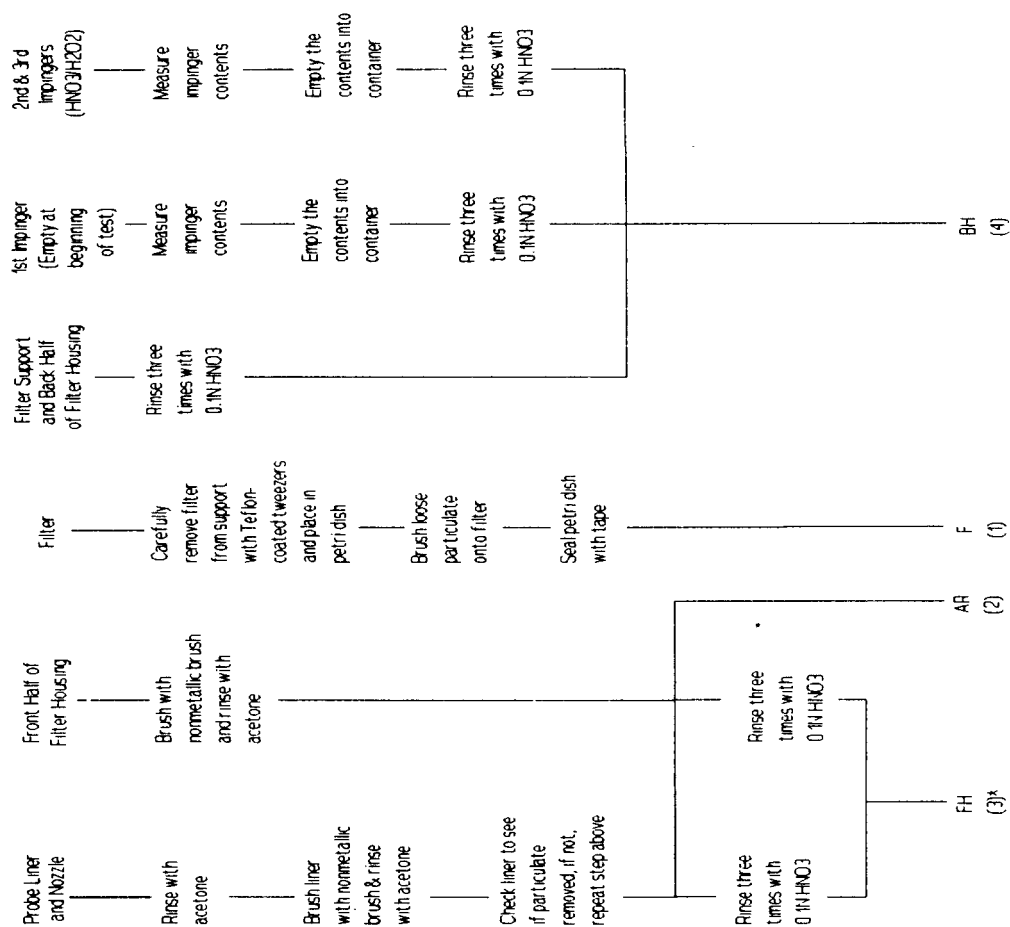 Probe Liner
and Nozzle
Rinse with
acetone
Brush liner
with nonmetallic
brush & rinse
with acetone
Check liner to see
if particulate
removed, if not,
repeat step above
Rinse three
times with
0.1N HNO3
FH
(3)*
Front Half of
Filter Housing
Brush with
nonmetallic brush
and rinse with
acetone
Rinse three
times with
0.1N HNO3
AR
(2)
Filter
Carefully
remove filter
from support
with Teflon-
coated tweezers
and place in
petri dish
Brush loose
particulate
onto filter
Seal petri dish
with tape
F
(1)
Filter Support
and Back Half
of Filter Housing
Rinse three
times with
0.1N HNO3
1st Impinger
(Empty at
beginning
of test)
Measure
impinger
contents
Empty the
contents into
container
Rinse three
times with
0.1N HNO3
BH
(4)
2nd & 3rd
Impingers
(HNO3/H2O2)
Measure
impinger
contents
Empty the
contents into
container
Rinse three
times with
0.1N HNO3